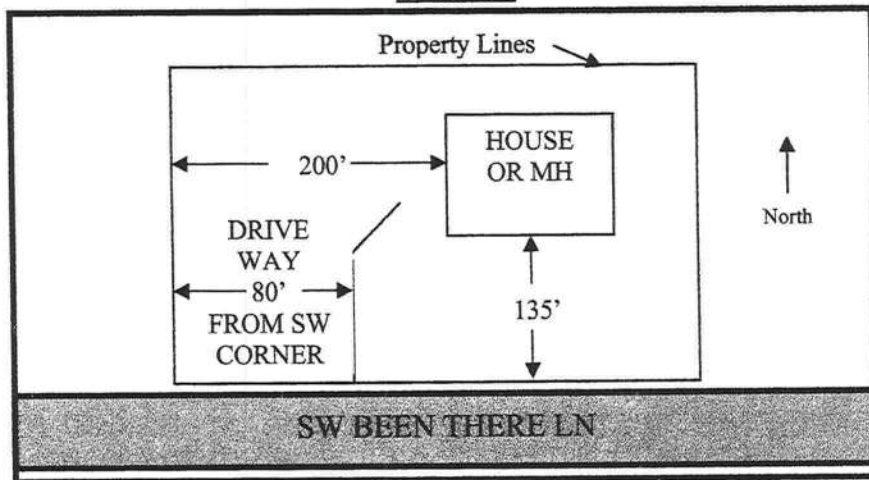 Property Lines
HOUSE
OR MH
200'
North
DRIVE
WAY
80'
FROM SW
CORNER
135'
SW BEEN THERE LN